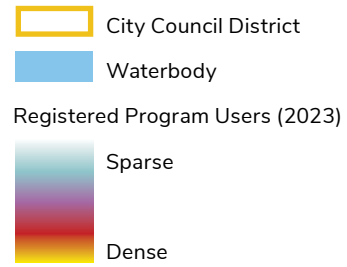 City Council District
Waterbody
Registered Program Users (2023)
Sparse
Dense